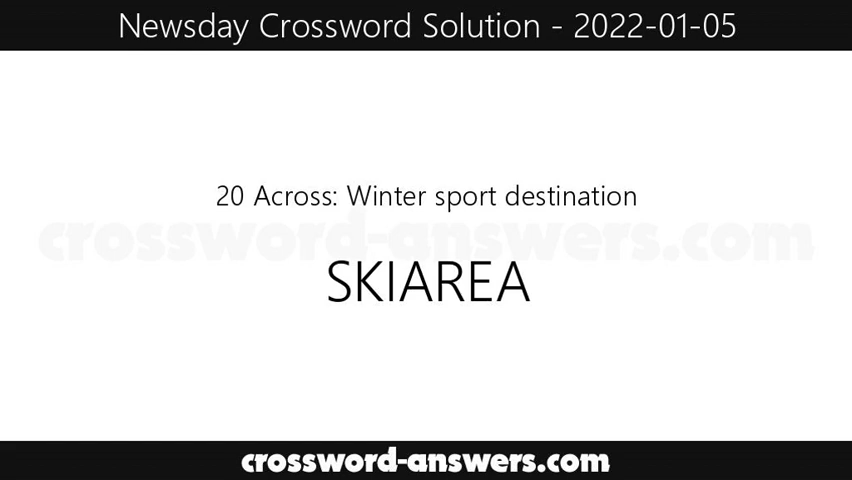 Newsday Crossword Solution - 2022-01-05
20 Across: Winter sport destination
crossword-answers.com
SKIAREA
crossword-answers.com